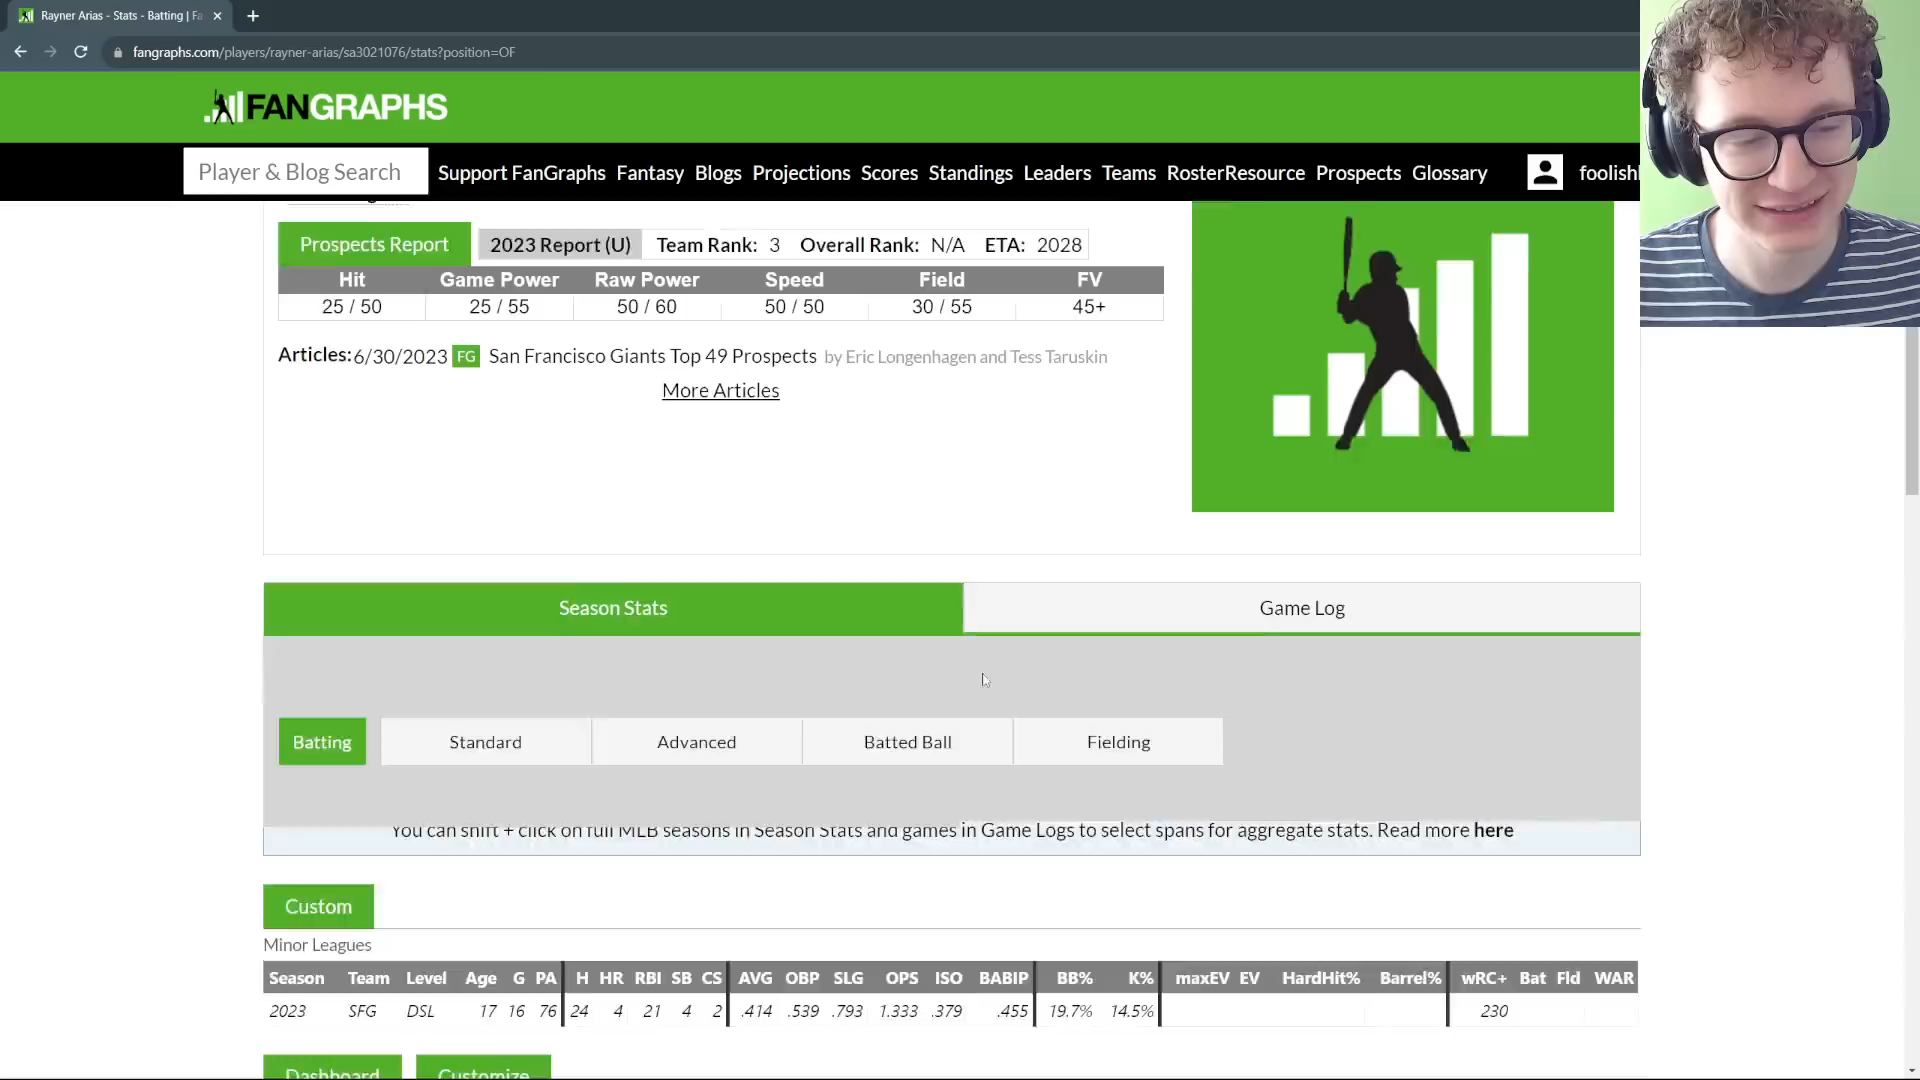 Rayner Arias - Stats - Batting | Fa
fangraphs.com/players/rayner-arias/sa3021076/stats?position=OF
FANGRAPHS
Player & Blog Search
Support FanGraphs Fantasy Blogs Projections Scores Standings Leaders Teams RosterResource Prospects Glossary
Prospects Report 2023 Report (U) Team Rank: 3 Overall Rank: N/A ETA: 2028
Hit Game Power Raw Power Speed Field FV
25 / 50 25 / 55 50 / 60 50 / 50 30 / 55 45+
Articles: 6/30/2023 FG San Francisco Giants Top 49 Prospects by Eric Longenhagen and Tess Taruskin
More Articles
Season Stats Game Log
Batting Standard Advanced Batted Ball Fielding
You can shift + click on full MLB seasons in Season Stats and games in Game Logs to select spans for aggregate stats. Read more here
Custom
Minor Leagues
Season Team Level Age G PA H HR RBI SB CS AVG OBP SLG OPS ISO BABIP BB% K% maxEV EV HardHit% Barrel% wRC+ Bat Fld WAR
2023 SFG DSL 17 16 76 24 4 21 4 2 .414 .539 .793 1.333 .379 .455 19.7% 14.5% 230
Dashboard Customize